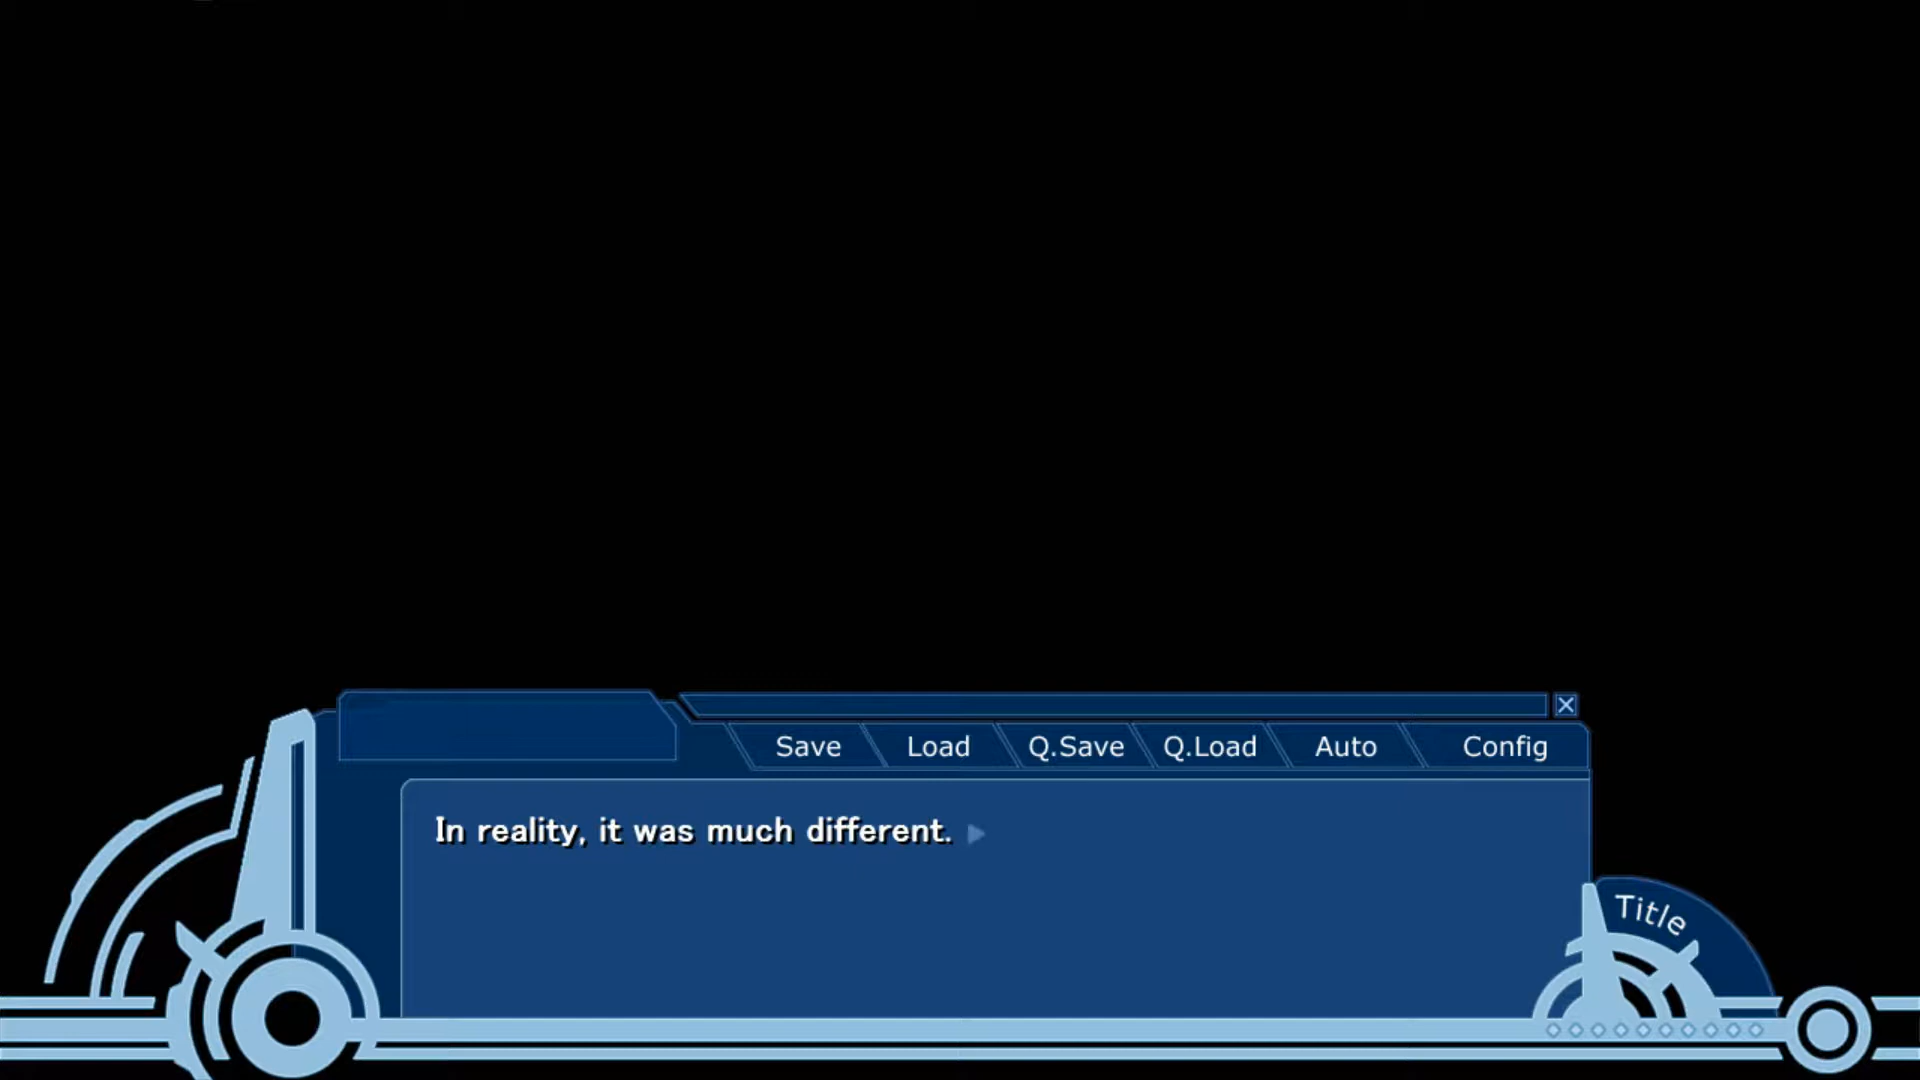 Save Load Q.Save Q.Load Auto Config
In reality, it was much different.
Title